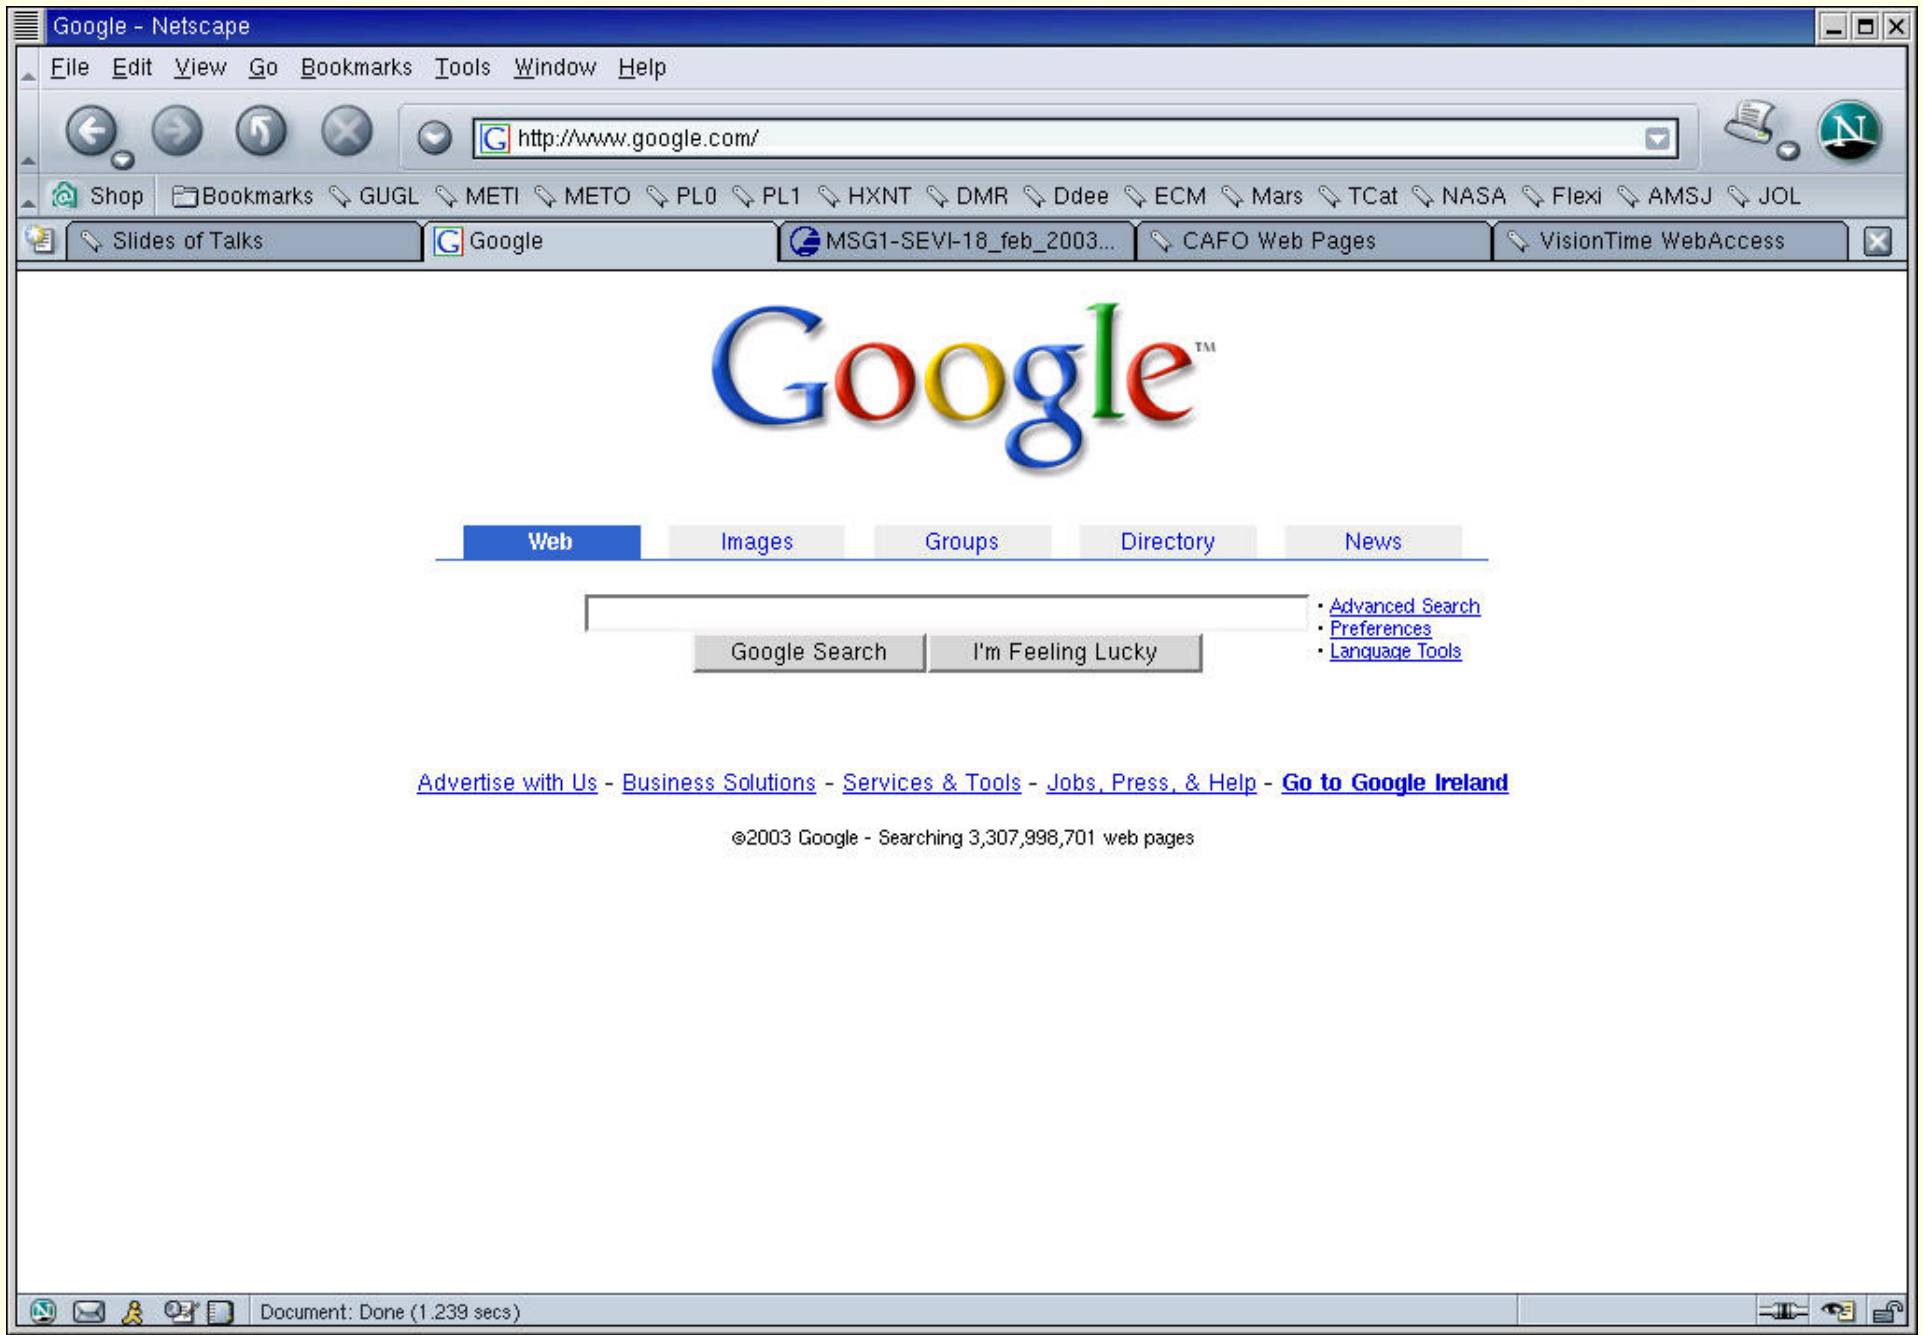 Google - Netscape
File Edit View Go Bookmarks Tools Window Help
http://www.google.com/
N
Shop Bookmarks GUGL METI METO PL0 PL1 HXNT DMR Ddee ECM Mars TCat NASA Flexi AMSJ JOL
Slides of Talks Google MSG1-SEVI-18_feb_2003... CAFO Web Pages VisionTime WebAccess
Google™
Web Images Groups Directory News
· Advanced Search
· Preferences
· Language Tools
Google Search I'm Feeling Lucky
Advertise with Us - Business Solutions - Services & Tools - Jobs, Press, & Help - Go to Google Ireland
©2003 Google - Searching 3,307,998,701 web pages
Document: Done (1.239 secs)